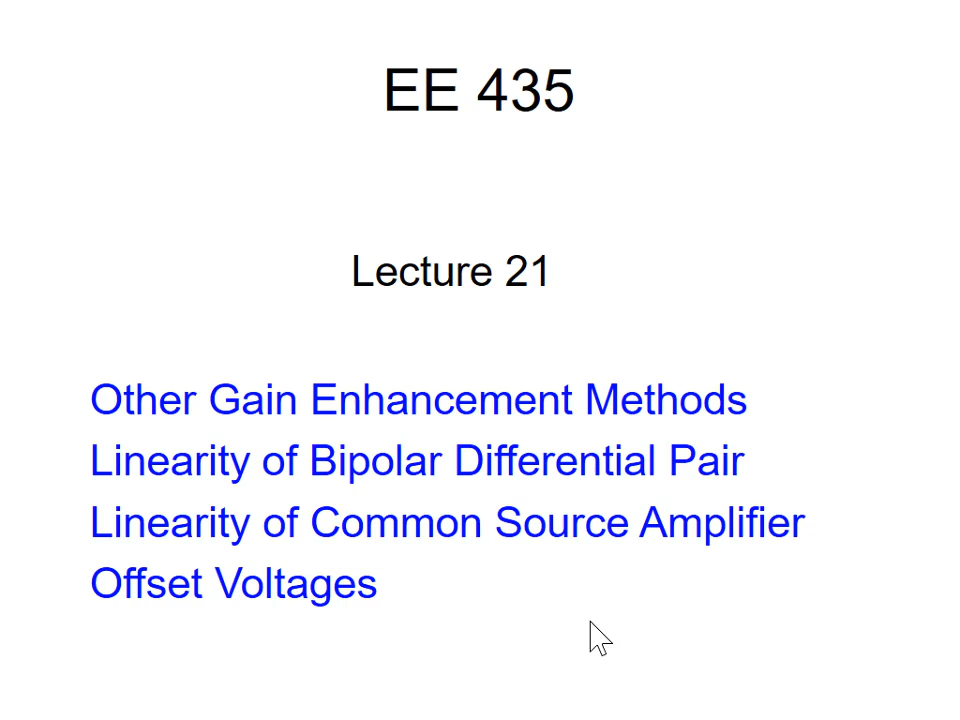 EE 435
Lecture 21
Other Gain Enhancement Methods
Linearity of Bipolar Differential Pair
Linearity of Common Source Amplifier
Offset Voltages